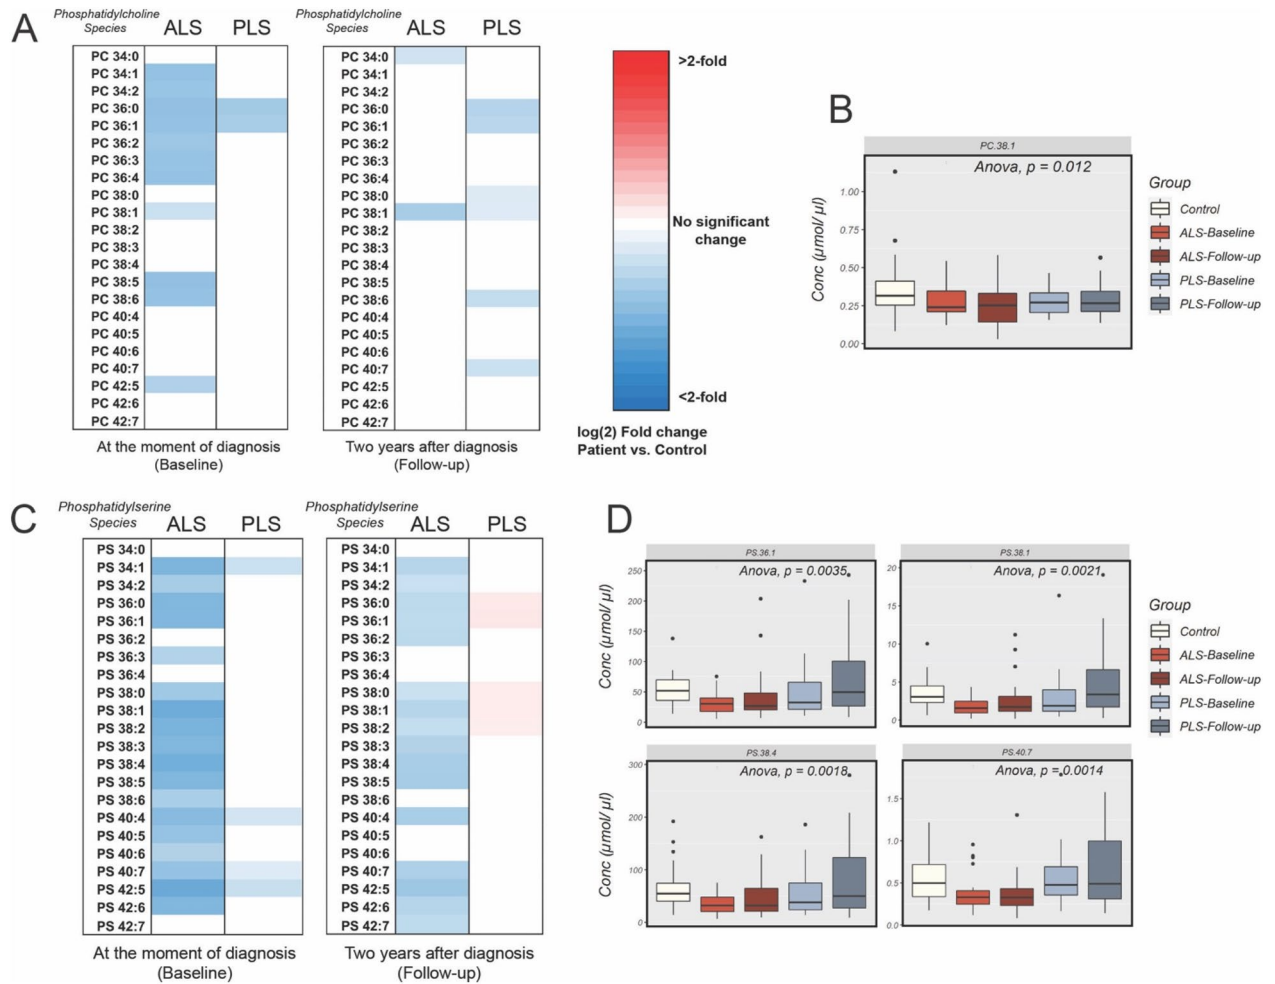 A
Phosphatidylcholine
Species
ALS
PLS
PC 34:0
PC 34:1
PC 34:2
PC 36:0
PC 36:1
PC 36:2
PC 36:3
PC 36:4
PC 38:0
PC 38:1
PC 38:2
PC 38:3
PC 38:4
PC 38:5
PC 38:6
PC 40:4
PC 40:5
PC 40:6
PC 40:7
PC 42:5
PC 42:6
PC 42:7
At the moment of diagnosis
(Baseline)
Phosphatidylcholine
Species
ALS
PLS
PC 34:0
PC 34:1
PC 34:2
PC 36:0
PC 36:1
PC 36:2
PC 36:3
PC 36:4
PC 38:0
PC 38:1
PC 38:2
PC 38:3
PC 38:4
PC 38:5
PC 38:6
PC 40:4
PC 40:5
PC 40:6
PC 40:7
PC 42:5
PC 42:6
PC 42:7
Two years after diagnosis
(Follow-up)
>2-fold
No significant
change
<2-fold
log(2) Fold change
Patient vs. Control
B
PC.38.1
Anova, p = 0.012
Conc (µmol/ µl)
1.00
0.75
0.50
0.25
0.00
Group
Control
ALS-Baseline
ALS-Follow-up
PLS-Baseline
PLS-Follow-up
C
Phosphatidylserine
Species
ALS
PLS
PS 34:0
PS 34:1
PS 34:2
PS 36:0
PS 36:1
PS 36:2
PS 36:3
PS 36:4
PS 38:0
PS 38:1
PS 38:2
PS 38:3
PS 38:4
PS 38:5
PS 38:6
PS 40:4
PS 40:5
PS 40:6
PS 40:7
PS 42:5
PS 42:6
PS 42:7
At the moment of diagnosis
(Baseline)
Phosphatidylserine
Species
ALS
PLS
PS 34:0
PS 34:1
PS 34:2
PS 36:0
PS 36:1
PS 36:2
PS 36:3
PS 36:4
PS 38:0
PS 38:1
PS 38:2
PS 38:3
PS 38:4
PS 38:5
PS 38:6
PS 40:4
PS 40:5
PS 40:6
PS 40:7
PS 42:5
PS 42:6
PS 42:7
Two years after diagnosis
(Follow-up)
D
PS.36.1
Anova, p = 0.0035
Conc (µmol/ µl)
250
200
150
100
50
0
PS.38.1
Anova, p = 0.0021
20
15
10
5
0
PS.38.4
Anova, p = 0.0018
Conc (µmol/ µl)
300
200
100
0
PS.40.7
Anova, p = 0.0014
1.5
1.0
0.5
0.0
Group
Control
ALS-Baseline
ALS-Follow-up
PLS-Baseline
PLS-Follow-up